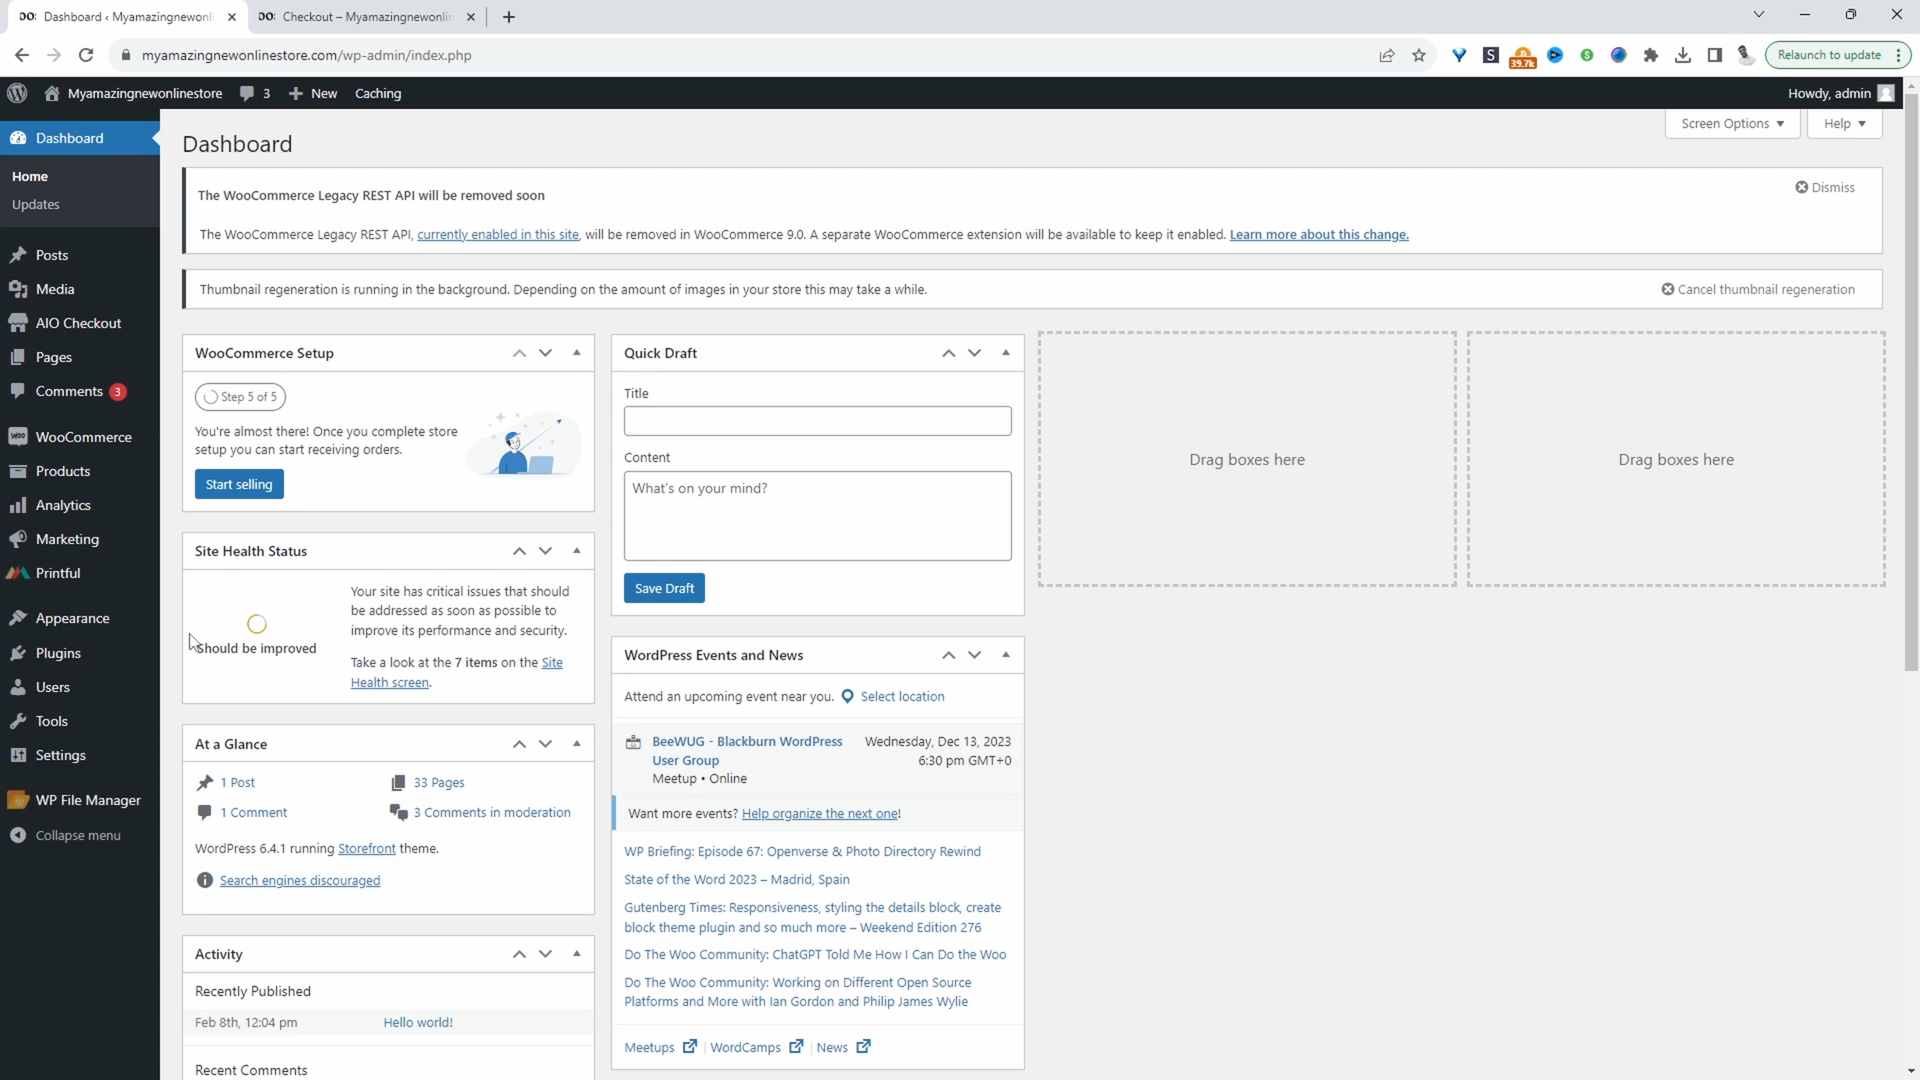 Dashboard ‹ Myamazingnewonli
Checkout – Myamazingnewonlin
myamazingnewonlinestore.com/wp-admin/index.php
39.7k
Relaunch to update
Myamazingnewonlinestore
3
New
Caching
Howdy, admin
Dashboard
Home
Updates
Posts
Media
AIO Checkout
Pages
Comments 3
WooCommerce
Products
Analytics
Marketing
Printful
Appearance
Plugins
Users
Tools
Settings
WP File Manager
Collapse menu
Screen Options
Help
Dashboard
The WooCommerce Legacy REST API will be removed soon
Dismiss
The WooCommerce Legacy REST API, currently enabled in this site, will be removed in WooCommerce 9.0. A separate WooCommerce extension will be available to keep it enabled. Learn more about this change.
Thumbnail regeneration is running in the background. Depending on the amount of images in your store this may take a while.
Cancel thumbnail regeneration
WooCommerce Setup
Step 5 of 5
You're almost there! Once you complete store
setup you can start receiving orders.
Start selling
Site Health Status
Should be improved
Your site has critical issues that should
be addressed as soon as possible to
improve its performance and security.
Take a look at the 7 items on the Site
Health screen.
At a Glance
1 Post
33 Pages
1 Comment
3 Comments in moderation
WordPress 6.4.1 running Storefront theme.
Search engines discouraged
Activity
Recently Published
Feb 8th, 12:04 pm
Hello world!
Recent Comments
Quick Draft
Title
Content
What's on your mind?
Save Draft
WordPress Events and News
Attend an upcoming event near you. Select location
BeeWUG - Blackburn WordPress
User Group
Meetup • Online
Wednesday, Dec 13, 2023
6:30 pm GMT+0
Want more events? Help organize the next one!
WP Briefing: Episode 67: Openverse & Photo Directory Rewind
State of the Word 2023 – Madrid, Spain
Gutenberg Times: Responsiveness, styling the details block, create
block theme plugin and so much more – Weekend Edition 276
Do The Woo Community: ChatGPT Told Me How I Can Do the Woo
Do The Woo Community: Working on Different Open Source
Platforms and More with Ian Gordon and Philip James Wylie
Meetups | WordCamps | News
Drag boxes here
Drag boxes here